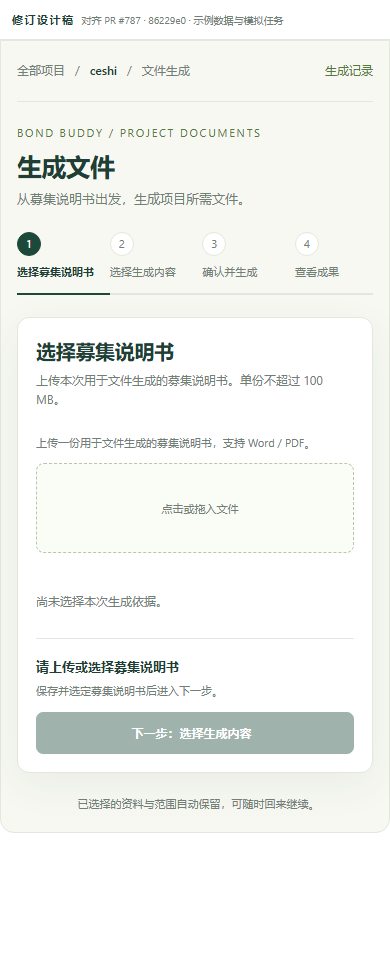 修订设计稿 对齐 PR #787 · 86229e0 · 示例数据与模拟任务
全部项目 / ceshi / 文件生成 生成记录
BOND BUDDY / PROJECT DOCUMENTS
生成文件
从募集说明书出发，生成项目所需文件。
1 2 3 4
选择募集说明书 选择生成内容 确认并生成 查看成果
选择募集说明书
上传本次用于文件生成的募集说明书。单份不超过 100
MB。
上传一份用于文件生成的募集说明书，支持 Word / PDF。
点击或拖入文件
尚未选择本次生成依据。
请上传或选择募集说明书
保存并选定募集说明书后进入下一步。
下一步：选择生成内容
已选择的资料与范围自动保留，可随时回来继续。